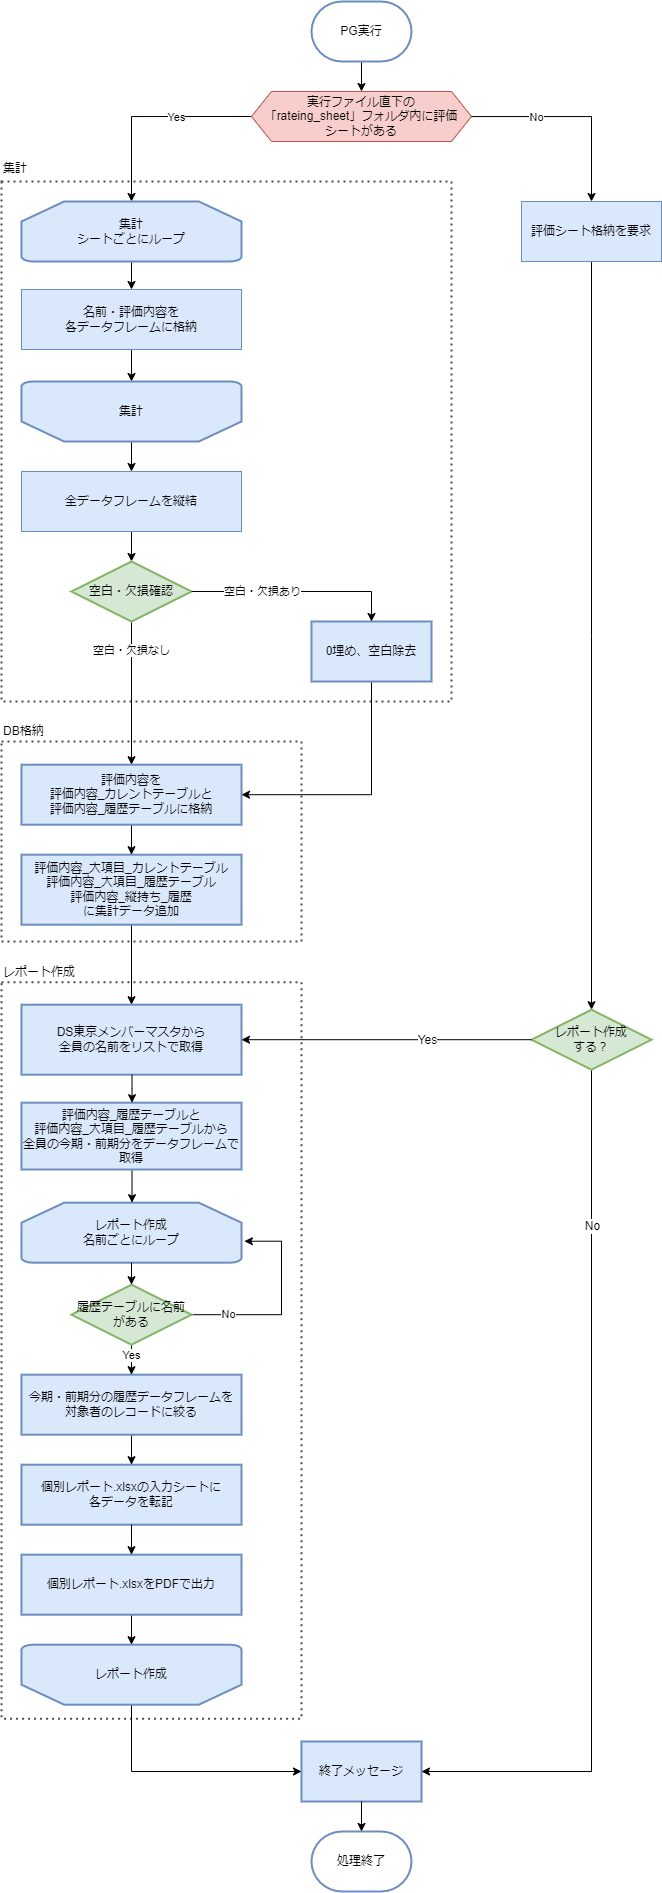 PG実行
実行ファイル直下の
「rateing_sheet」フォルダ内に評価
シートがある
Yes
No
集計
集計
シートごとにループ
評価シート格納を要求
名前・評価内容を
各データフレームに格納
集計
全データフレームを縦結
空白・欠損確認
空白・欠損あり
空白・欠損なし
0埋め、空白除去
DB格納
評価内容を
評価内容_カレントテーブルと
評価内容_履歴テーブルに格納
評価内容_大項目_カレントテーブル
評価内容_大項目_履歴テーブル
評価内容_縦持ち_履歴
に集計データ追加
レポート作成
DS東京メンバーマスタから
全員の名前をリストで取得
Yes
レポート作成
する？
評価内容_履歴テーブルと
評価内容_大項目_履歴テーブルから
全員の今期・前期分をデータフレームで
取得
レポート作成
名前ごとにループ
No
履歴テーブルに名前
がある
No
Yes
今期・前期分の履歴データフレームを
対象者のレコードに絞る
個別レポート.xlsxの入力シートに
各データを転記
個別レポート.xlsxをPDFで出力
レポート作成
終了メッセージ
処理終了